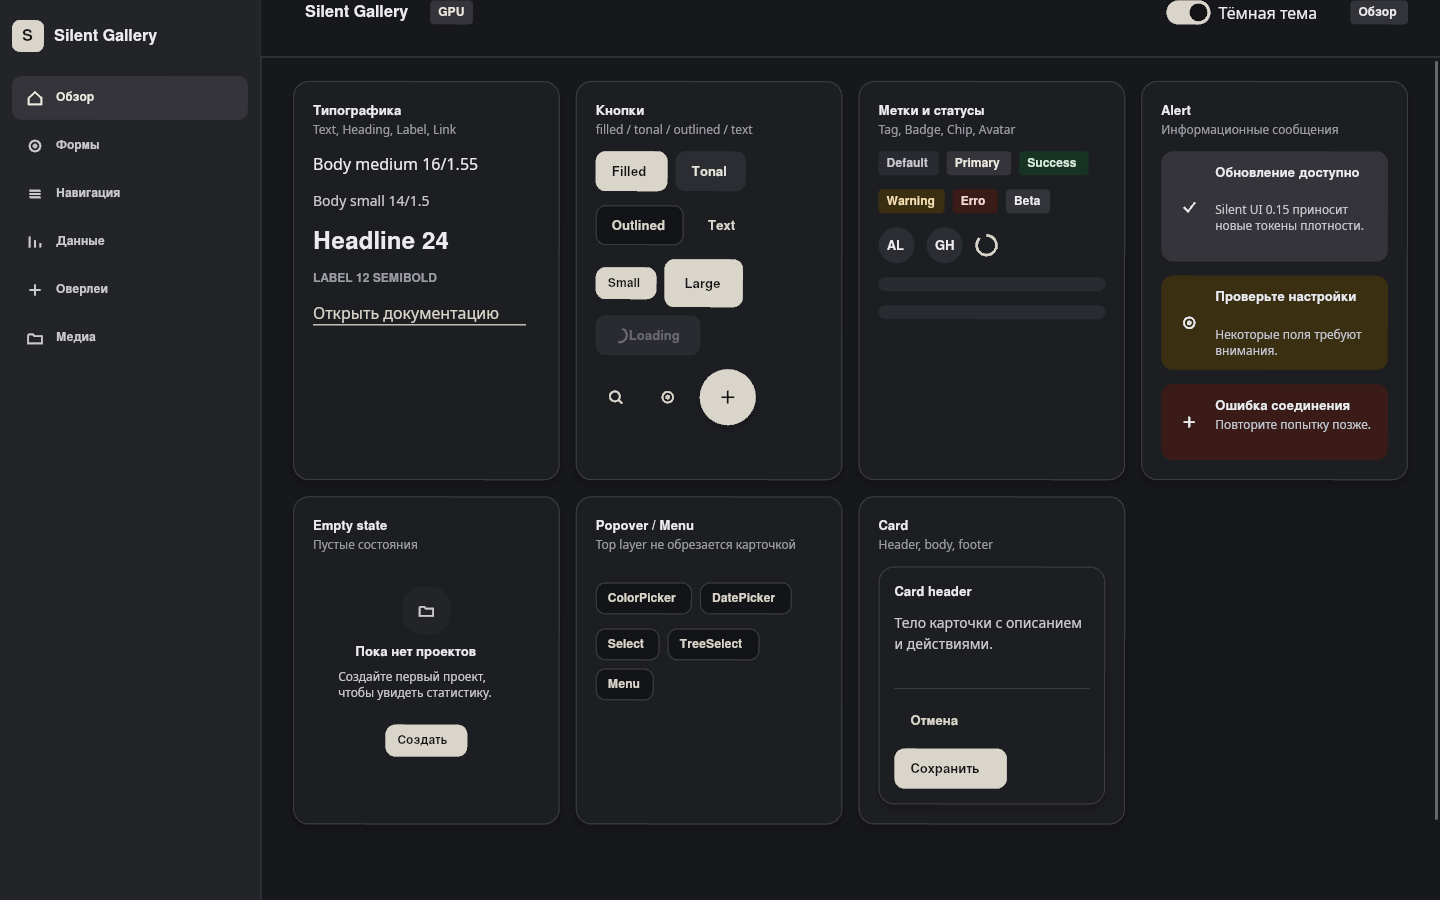 S
Silent Gallery
Обзор
Формы
Навигация
Данные
Оверлеи
Медиа
Silent Gallery
GPU
Тёмная тема
Обзор
Типографика
Text, Heading, Label, Link
Body medium 16/1.55
Body small 14/1.5
Headline 24
LABEL 12 SEMIBOLD
Открыть документацию
Кнопки
filled / tonal / outlined / text
Filled
Tonal
Outlined
Text
Small
Large
Loading
Метки и статусы
Tag, Badge, Chip, Avatar
Default
Primary
Success
Warning
Erro
Beta
AL
GH
Alert
Информационные сообщения
Обновление доступно
Silent UI 0.15 приносит
новые токены плотности.
Проверьте настройки
Некоторые поля требуют
внимания.
Ошибка соединения
Повторите попытку позже.
Empty state
Пустые состояния
Пока нет проектов
Создайте первый проект,
чтобы увидеть статистику.
Создать
Popover / Menu
Top layer не обрезается карточкой
ColorPicker
DatePicker
Select
TreeSelect
Menu
Card
Header, body, footer
Card header
Тело карточки с описанием
и действиями.
Отмена
Сохранить